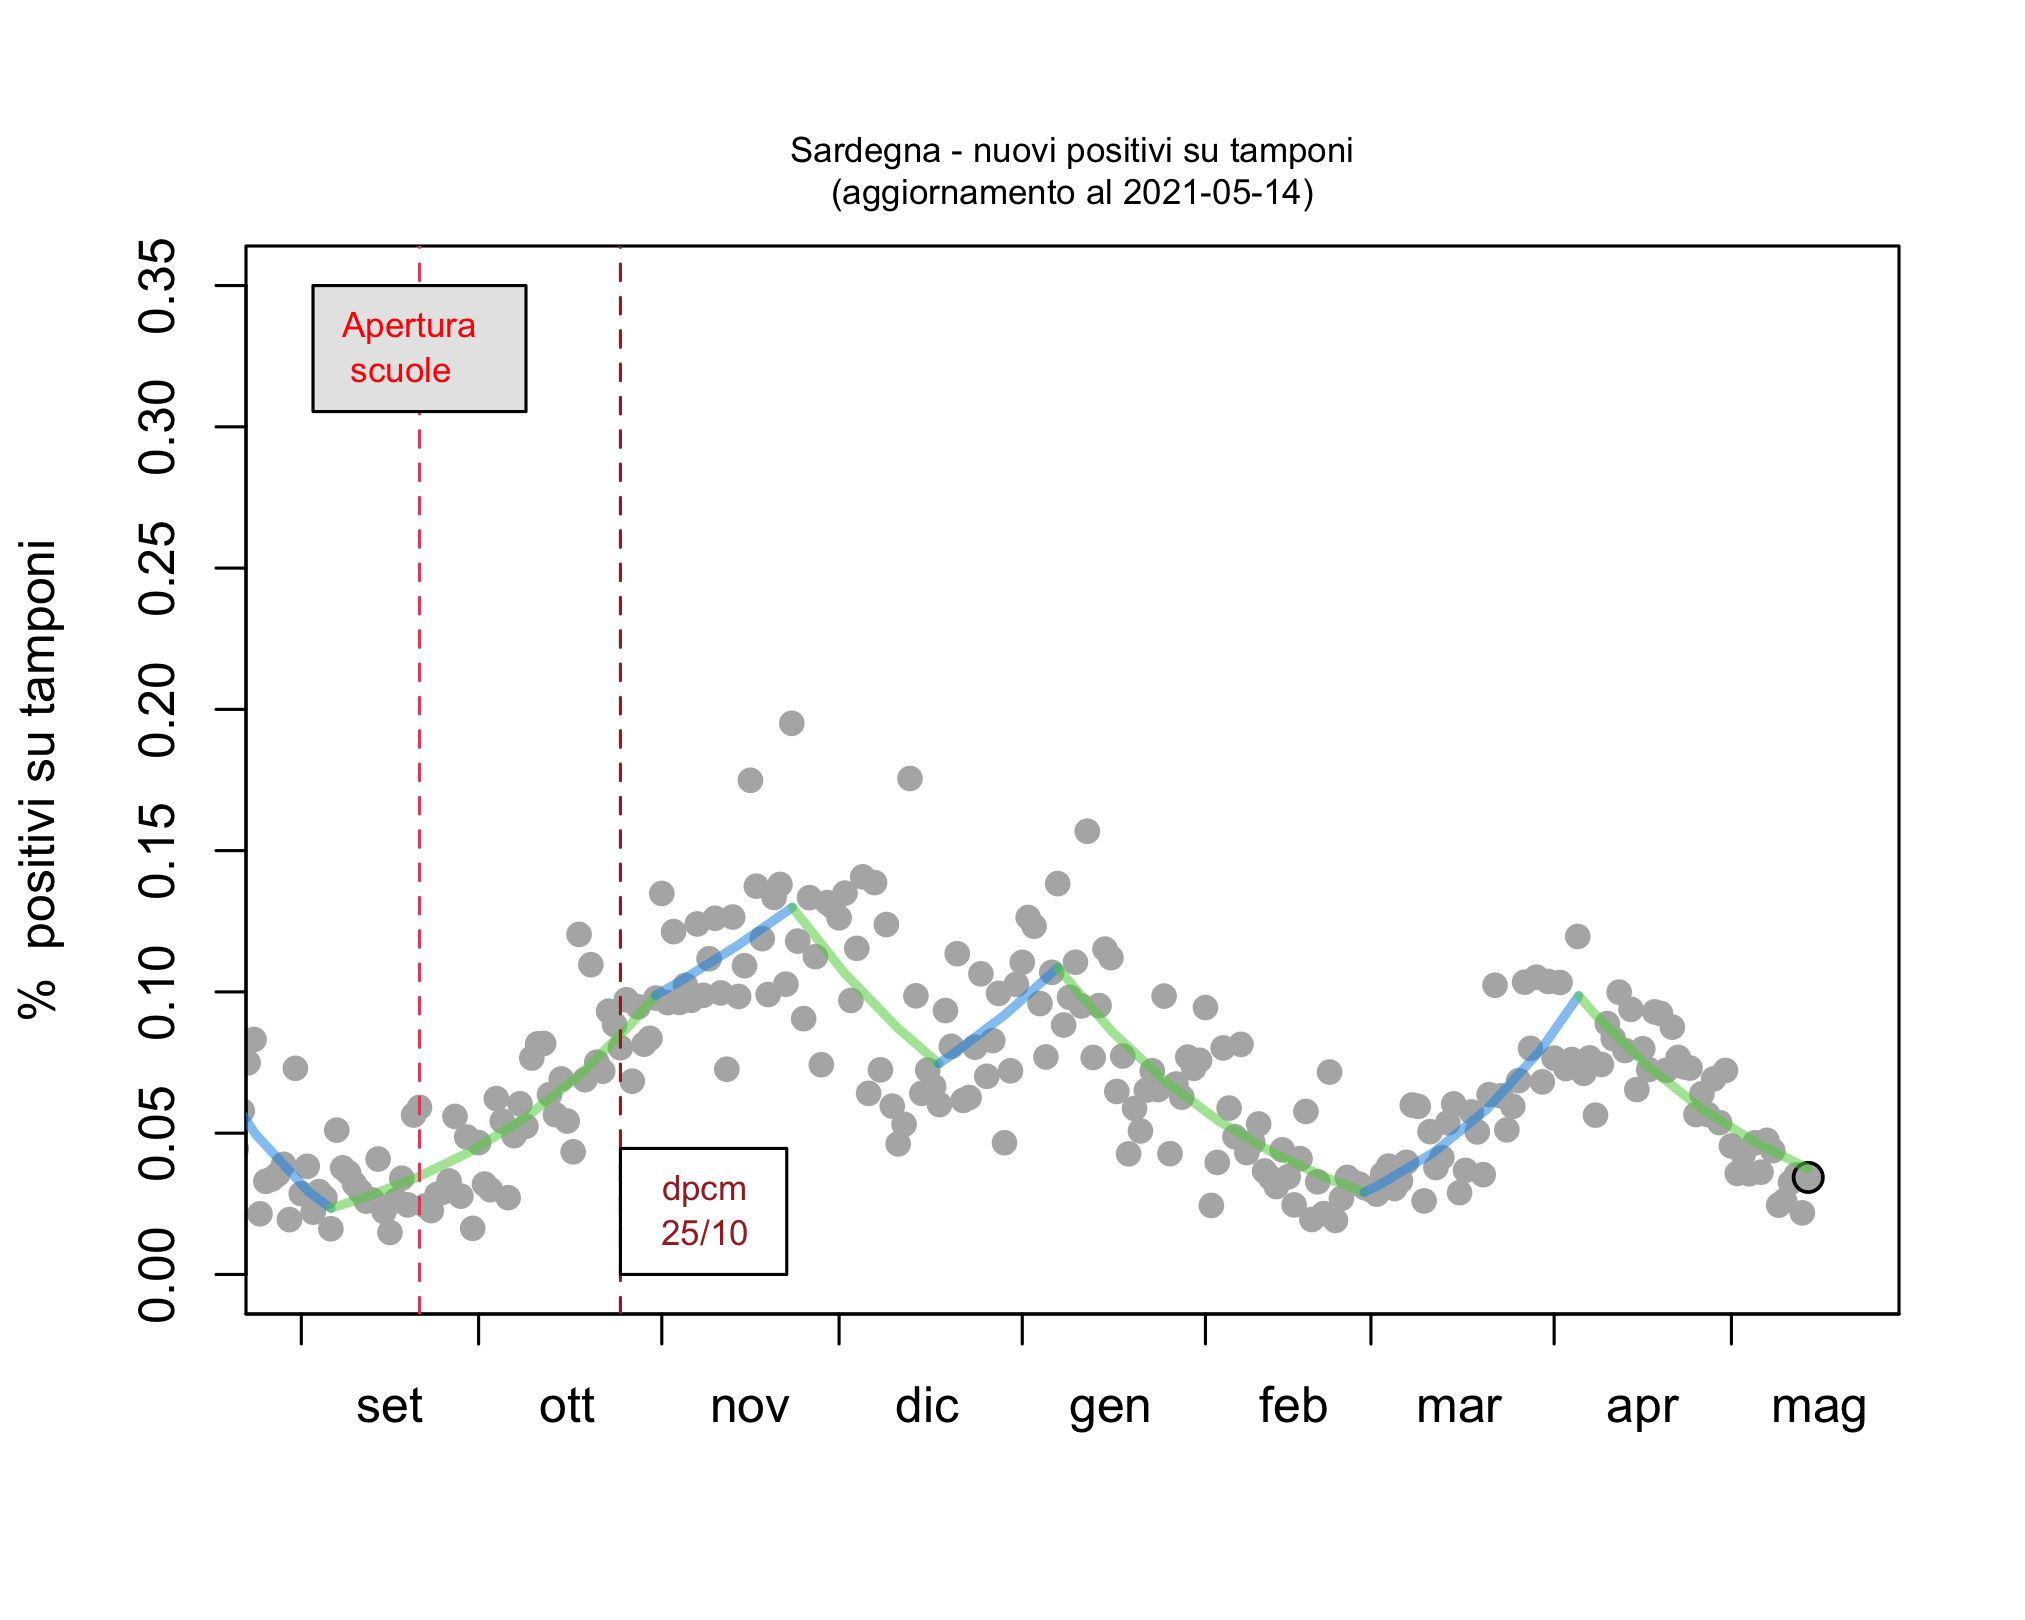 Sardegna - nuovi positivi su tamponi
(aggiornamento al 2021-05-14)
% positivi su tamponi
0.35
0.30
0.25
0.20
0.15
0.10
0.05
0.00
Apertura
scuole
dpcm
25/10
set ott nov dic gen feb mar apr mag